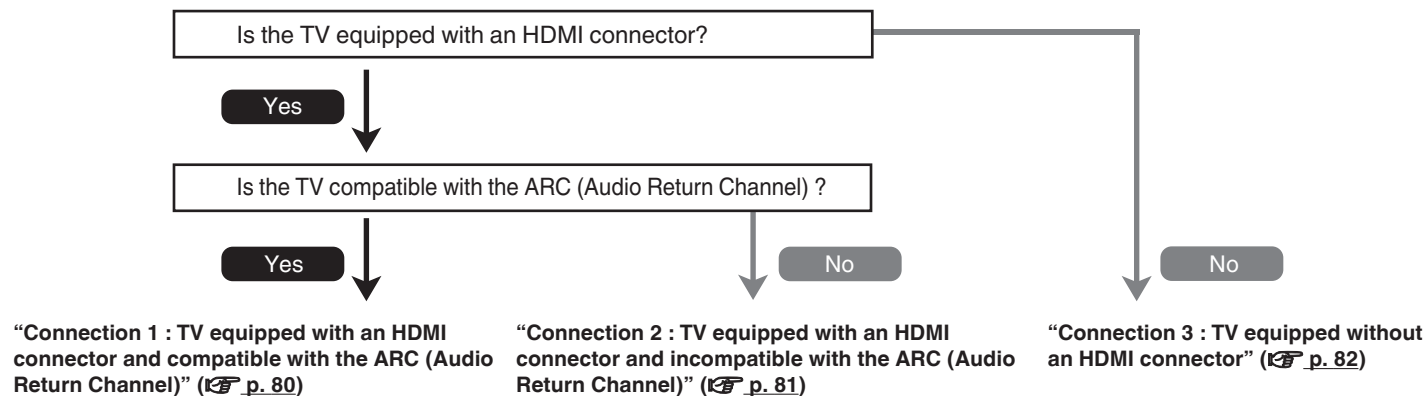 Is the TV equipped with an HDMI connector?
Yes
Is the TV compatible with the ARC (Audio Return Channel) ?
Yes
No
No
“Connection 1 : TV equipped with an HDMI
connector and compatible with the ARC (Audio
Return Channel)” (☞ p. 80)
“Connection 2 : TV equipped with an HDMI
connector and incompatible with the ARC (Audio
Return Channel)” (☞ p. 81)
“Connection 3 : TV equipped without
an HDMI connector” (☞ p. 82)